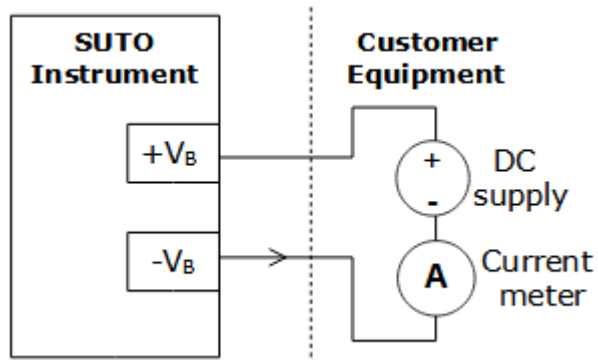 SUTO
Instrument
Customer
Equipment
+VB
-VB
+
-
DC
supply
A
Current
meter